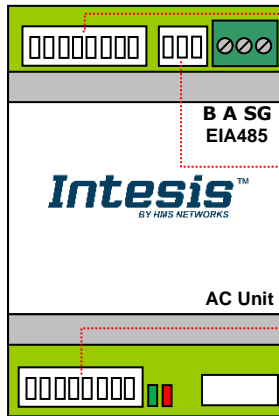 B A SG
EIA485
Intesis™
BY HMS NETWORKS
AC Unit